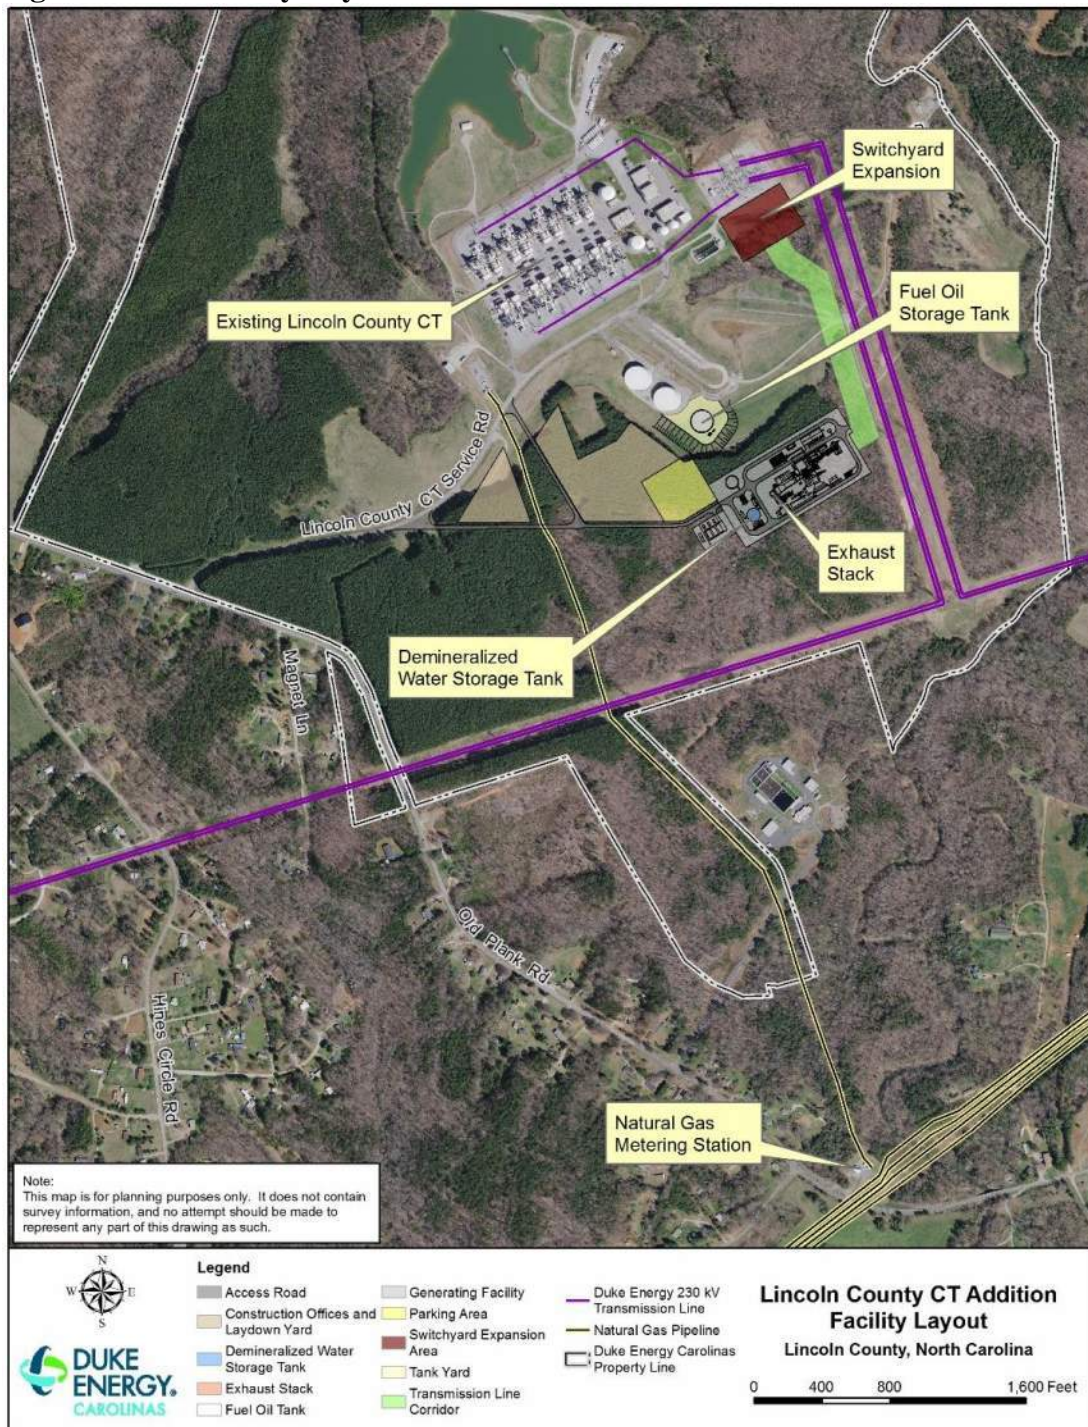 Switchyard
Expansion
Fuel Oil
Storage Tank
Existing Lincoln County CT
Lincoln County CT Service Rd
Exhaust
Stack
Demineralized
Water Storage Tank
Magnet Ln
Old Plank Rd
Hines Circle Rd
Natural Gas
Metering Station
Note:
This map is for planning purposes only. It does not contain
survey information, and no attempt should be made to
represent any part of this drawing as such.
N
W E
S
DUKE
ENERGY®
CAROLINAS
Legend
Access Road
Construction Offices and
Laydown Yard
Demineralized Water
Storage Tank
Exhaust Stack
Fuel Oil Tank
Generating Facility
Parking Area
Switchyard Expansion
Area
Tank Yard
Transmission Line
Corridor
Duke Energy 230 kV
Transmission Line
Natural Gas Pipeline
Duke Energy Carolinas
Property Line
Lincoln County CT Addition
Facility Layout
Lincoln County, North Carolina
0 400 800 1,600 Feet